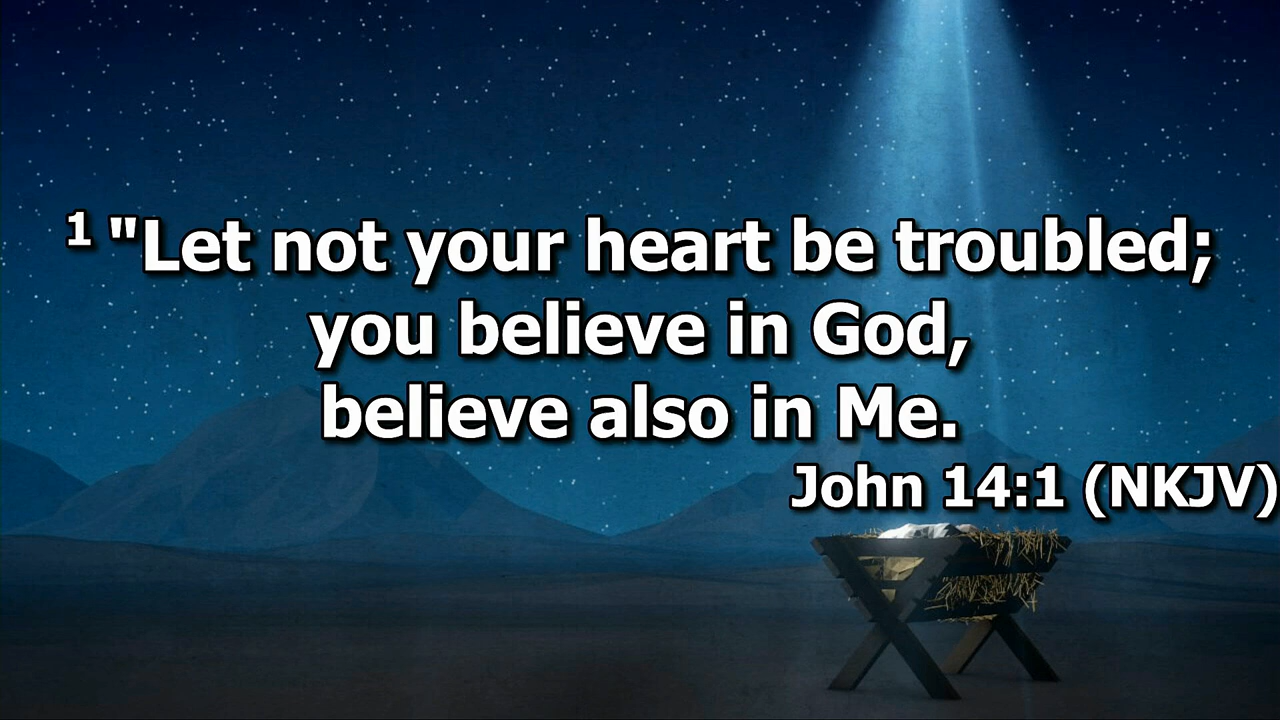 1 "Let not your heart be troubled;
you believe in God,
believe also in Me.
John 14:1 (NKJV)